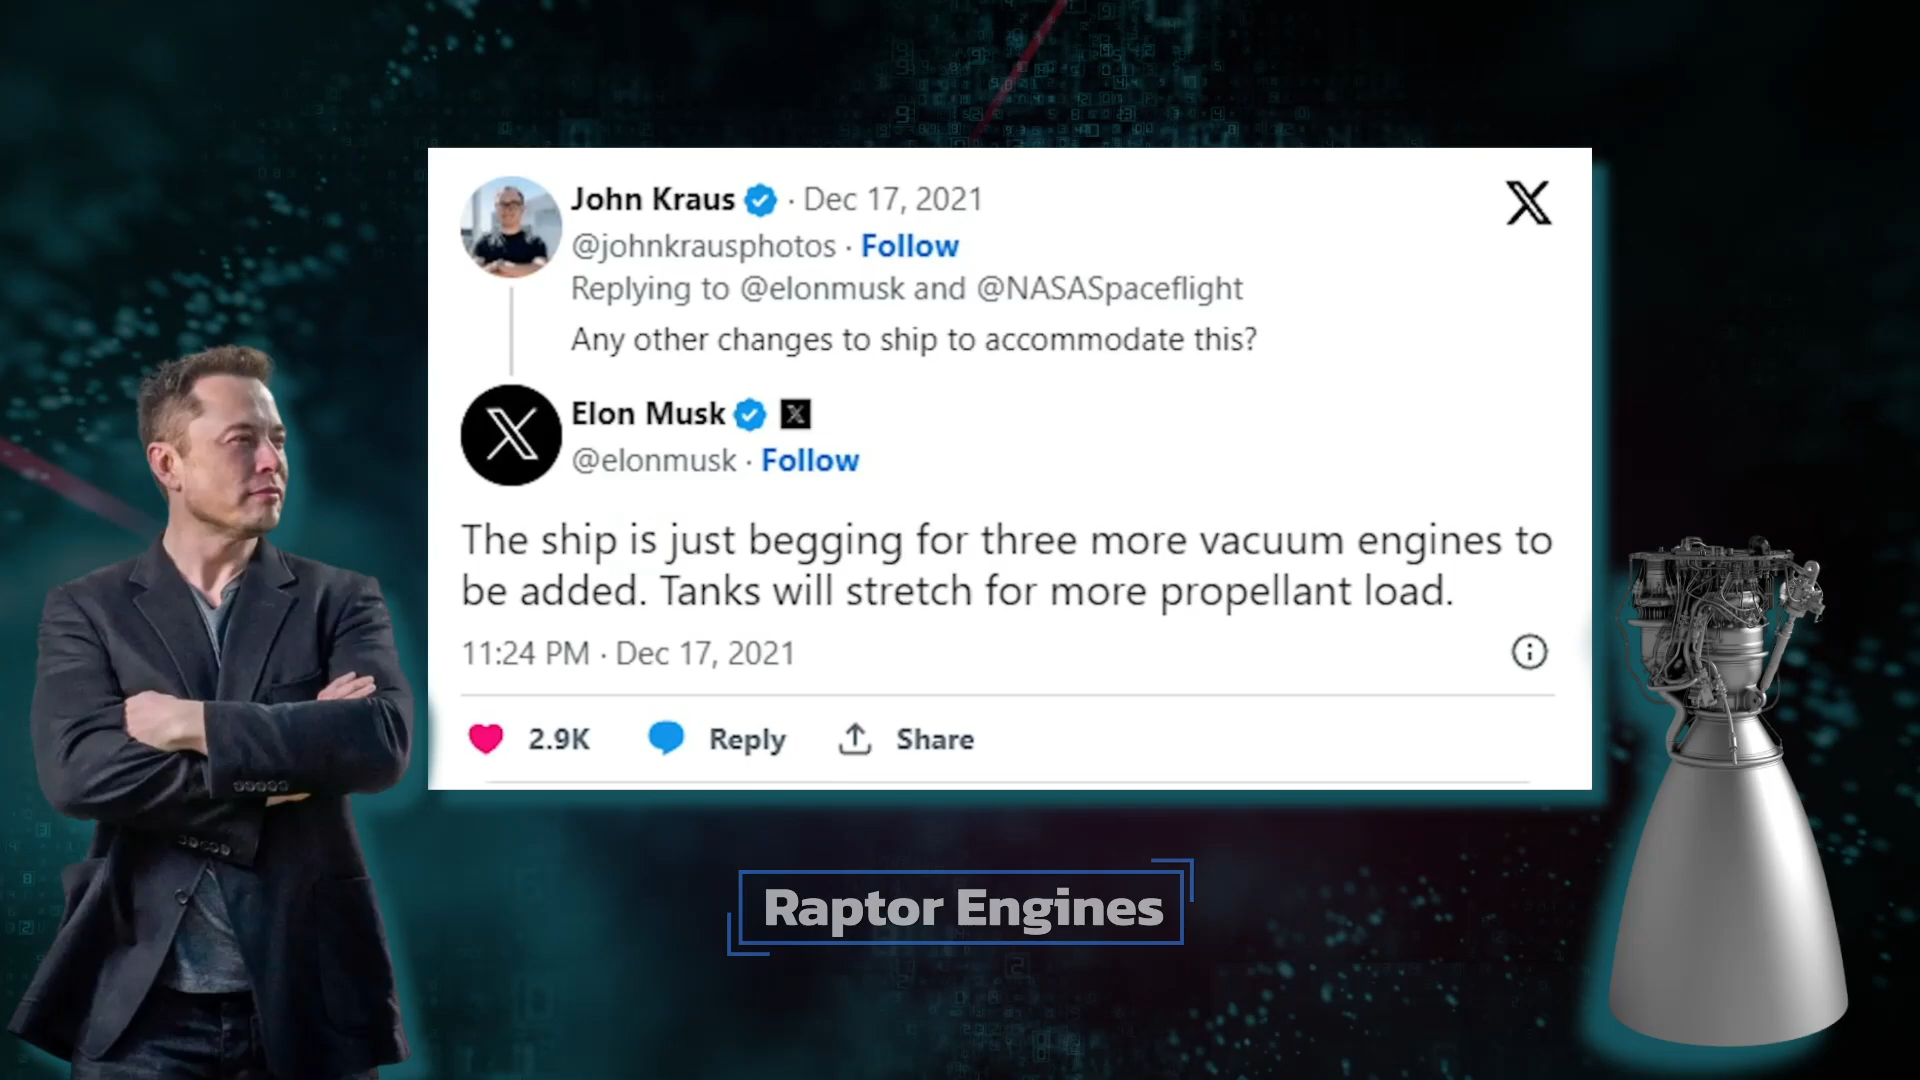 John Kraus · Dec 17, 2021
@johnkrausphotos · Follow
Replying to @elonmusk and @NASASpaceflight
Any other changes to ship to accommodate this?
Elon Musk
@elonmusk · Follow
The ship is just begging for three more vacuum engines to
be added. Tanks will stretch for more propellant load.
11:24 PM · Dec 17, 2021
2.9K Reply Share
Raptor Engines